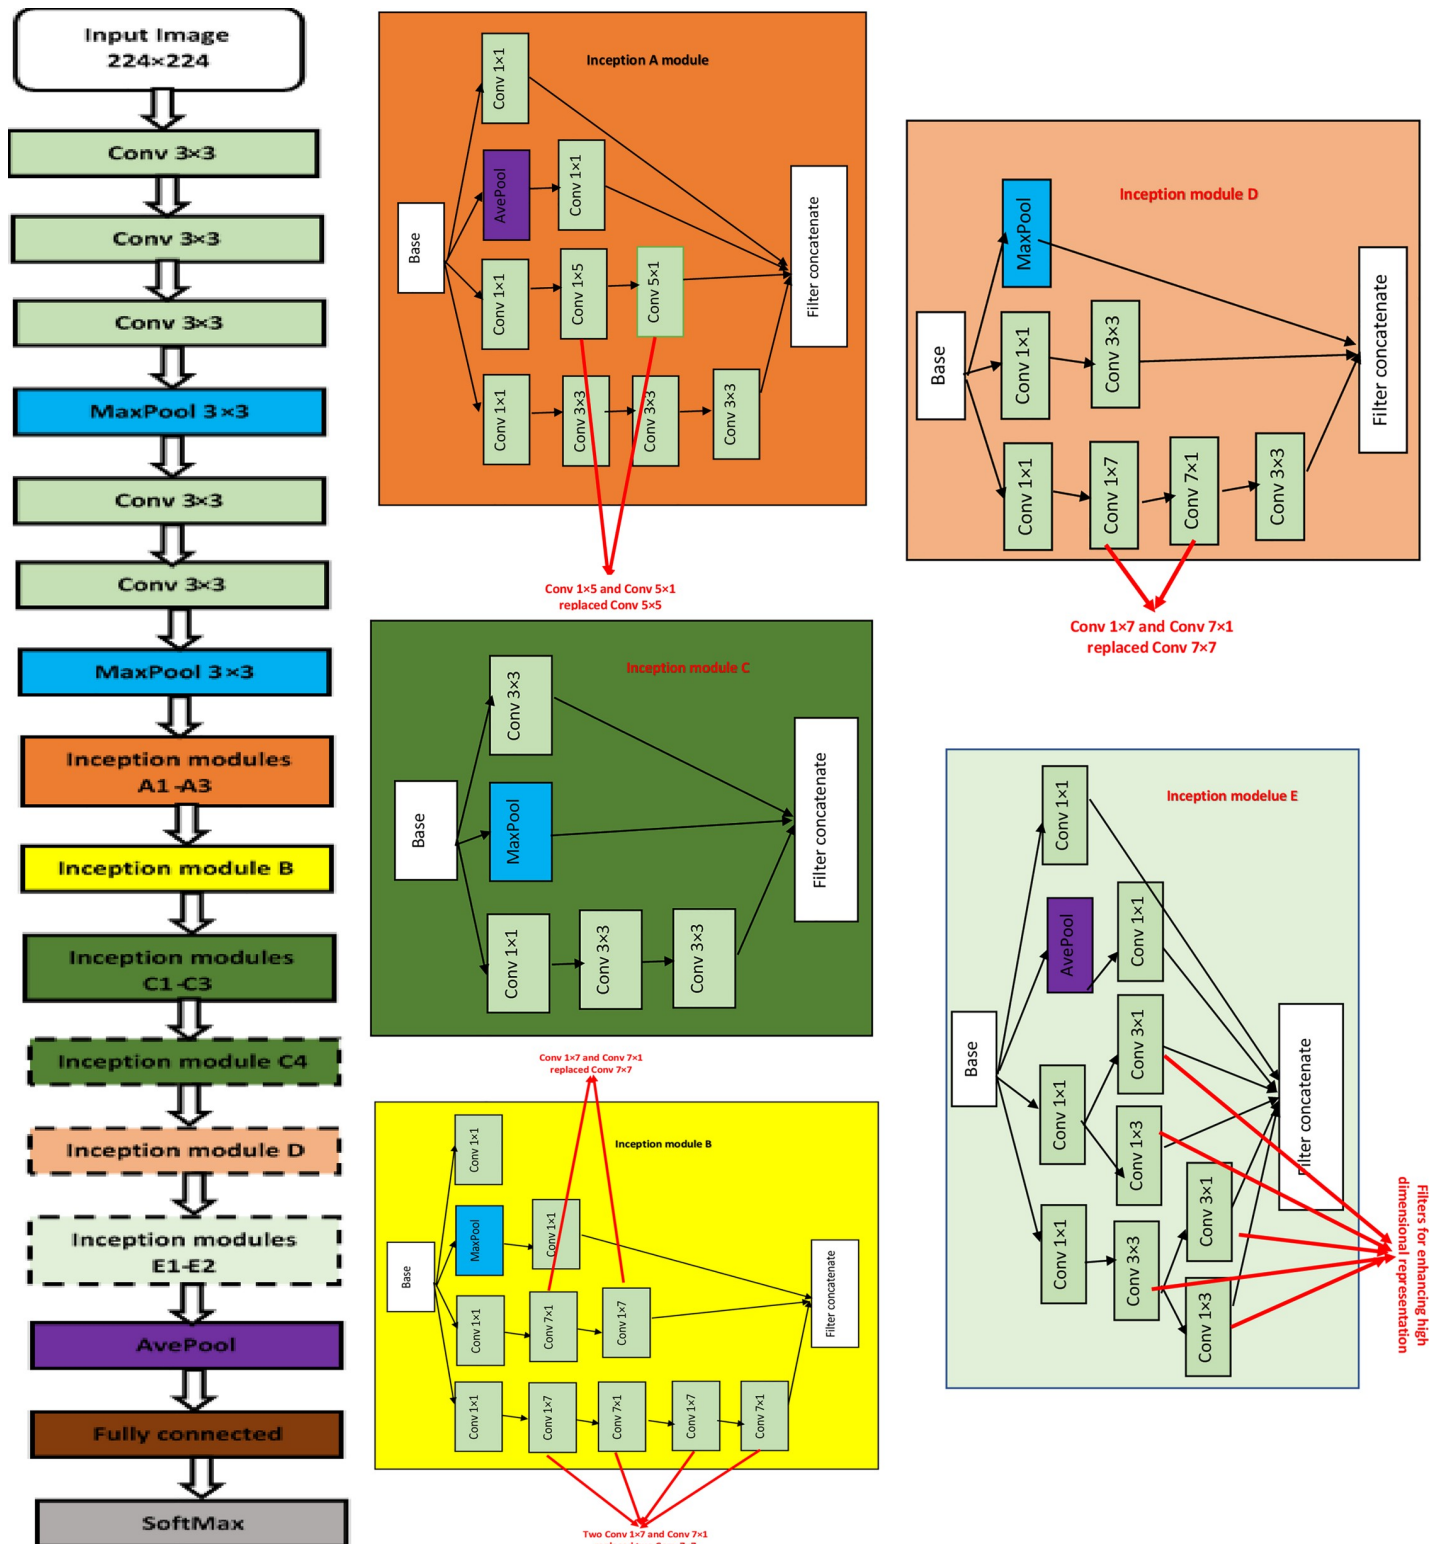 Input Image
224×224
Conv 3×3
Conv 3×3
Conv 3×3
MaxPool 3×3
Conv 3×3
Conv 3×3
MaxPool 3×3
Inception modules
A1-A3
Inception module B
Inception modules
C1-C3
Inception module C4
Inception module D
Inception modules
E1-E2
AvePool
Fully connected
SoftMax
Inception A module
Base
Conv 1×1
AvePool
Conv 1×1
Conv 1×1
Conv 1×5
Conv 5×1
Conv 1×1
Conv 3×3
Conv 3×3
Conv 3×3
Filter concatenate
Conv 1×5 and Conv 5×1
replaced Conv 5×5
Inception module C
Base
Conv 3×3
MaxPool
Conv 1×1
Conv 3×3
Conv 3×3
Filter concatenate
Conv 1×7 and Conv 7×1
replaced Conv 7×7
Inception module B
Base
Conv 1×1
MaxPool
Conv 1×1
Conv 1×1
Conv 7×1
Conv 1×7
Conv 1×1
Conv 1×7
Conv 7×1
Conv 1×7
Conv 7×1
Filter concatenate
Two Conv 1×7 and Conv 7×1
Inception module D
Base
MaxPool
Conv 1×1
Conv 3×3
Conv 1×1
Conv 1×7
Conv 7×1
Conv 3×3
Filter concatenate
Conv 1×7 and Conv 7×1
replaced Conv 7×7
Inception modelue E
Base
Conv 1×1
AvePool
Conv 1×1
Conv 1×1
Conv 3×1
Conv 1×3
Conv 1×1
Conv 3×3
Conv 3×1
Conv 1×3
Filter concatenate
Filters for enhancing high
dimensional representation